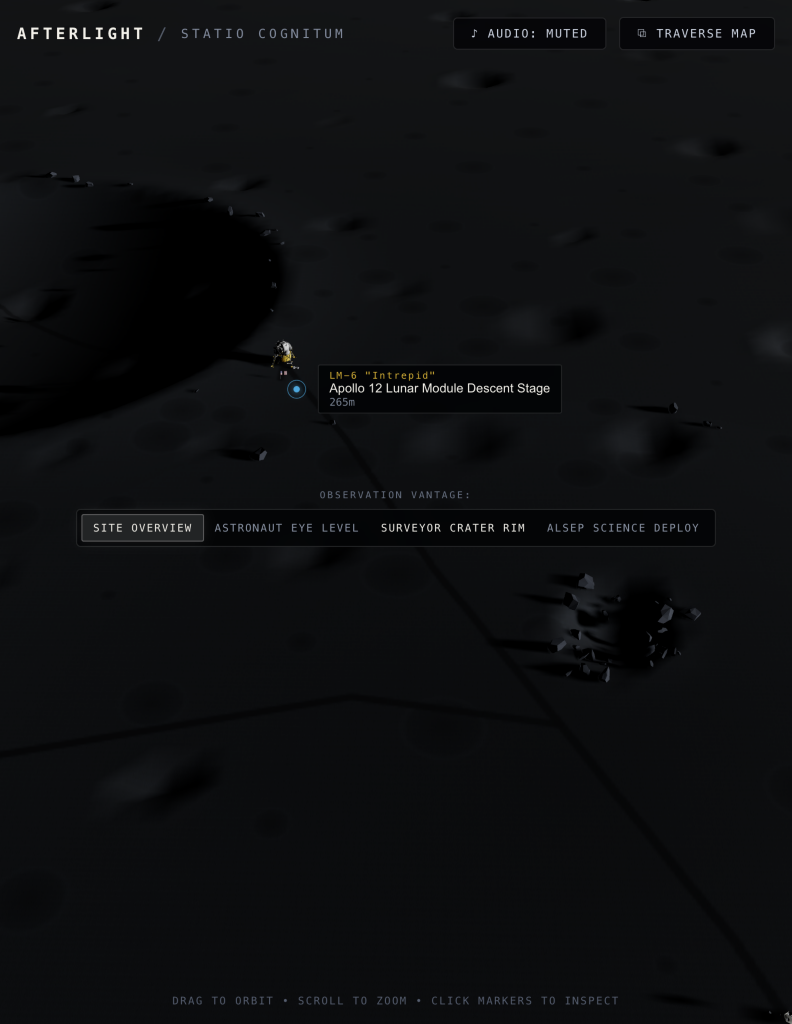 AFTERLIGHT / STATIO COGNITUM
♪ AUDIO: MUTED
TRAVERSE MAP
LM-6 "Intrepid"
Apollo 12 Lunar Module Descent Stage
265m
OBSERVATION VANTAGE:
SITE OVERVIEW ASTRONAUT EYE LEVEL SURVEYOR CRATER RIM ALSEP SCIENCE DEPLOY
DRAG TO ORBIT • SCROLL TO ZOOM • CLICK MARKERS TO INSPECT